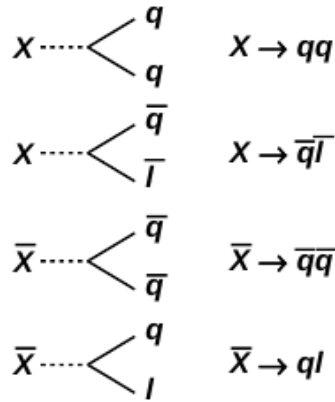 X q q X → qq
X q̅ l̅ X → q̅l̅
X̅ q̅ q̅ X̅ → q̅q̅
X̅ q l X̅ → ql